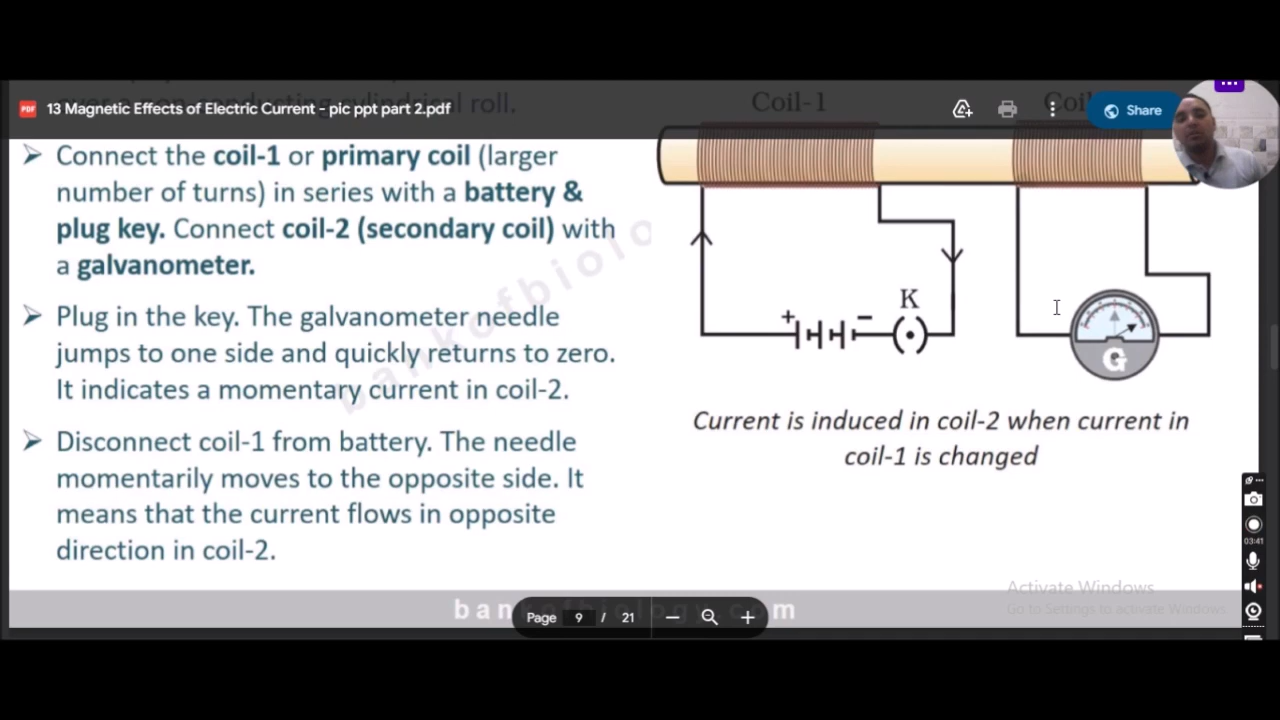 13 Magnetic Effects of Electric Current - pic ppt part 2.pdf
Share
Coil-1
➢ Connect the coil-1 or primary coil (larger
number of turns) in series with a battery &
plug key. Connect coil-2 (secondary coil) with
a galvanometer.
➢ Plug in the key. The galvanometer needle
jumps to one side and quickly returns to zero.
It indicates a momentary current in coil-2.
➢ Disconnect coil-1 from battery. The needle
momentarily moves to the opposite side. It
means that the current flows in opposite
direction in coil-2.
+ − K
G
Current is induced in coil-2 when current in
coil-1 is changed
bankofbiolo
03:41
Activate Windows
Go to Settings to activate Windows.
Page 9 / 21